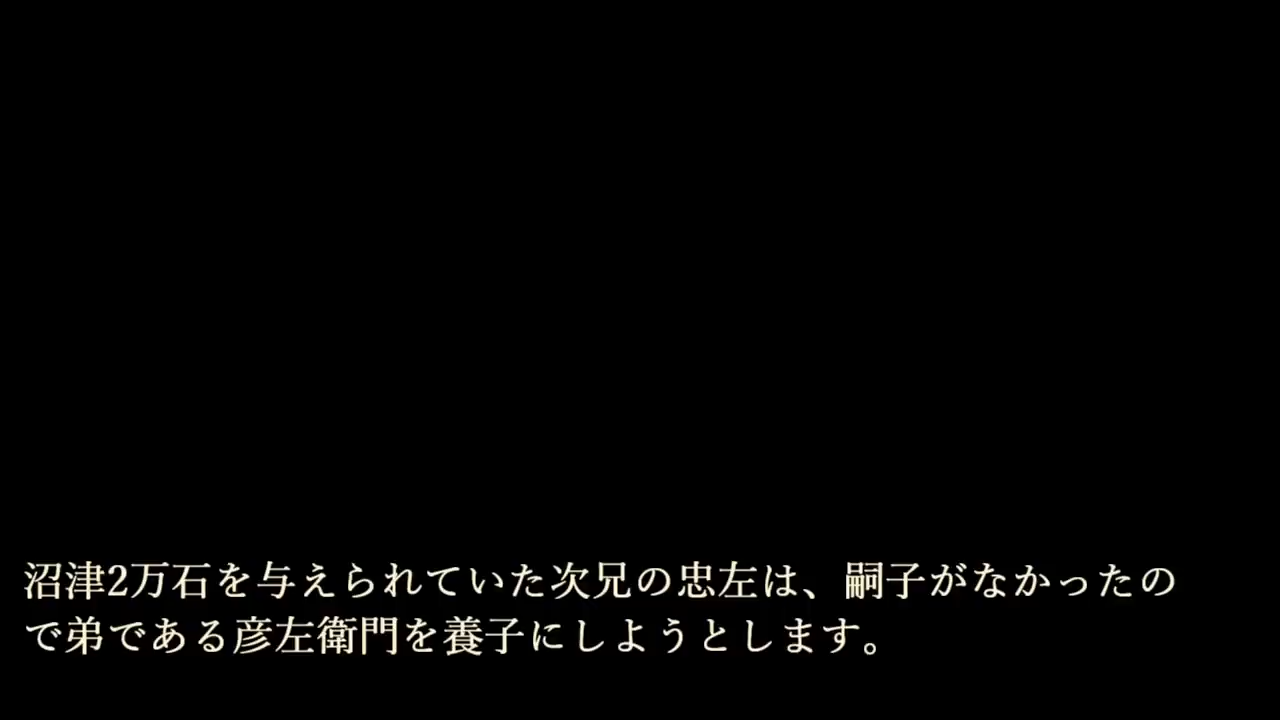 沼津2万石を与えられていた次兄の忠左は、嗣子がなかったの
で弟である彦左衛門を養子にしようとします。